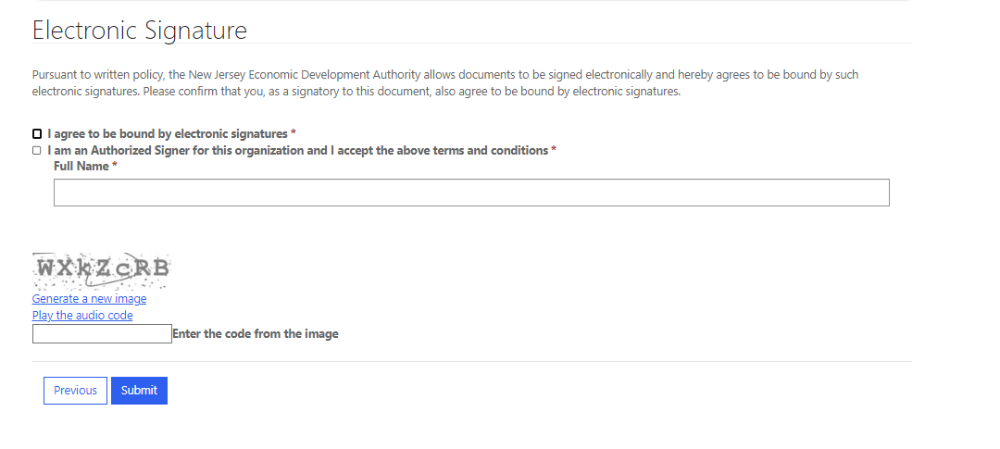 Electronic Signature
Pursuant to written policy, the New Jersey Economic Development Authority allows documents to be signed electronically and hereby agrees to be bound by such
electronic signatures. Please confirm that you, as a signatory to this document, also agree to be bound by electronic signatures.
I agree to be bound by electronic signatures *
I am an Authorized Signer for this organization and I accept the above terms and conditions *
Full Name *
WXkZcRB
Generate a new image
Play the audio code
Enter the code from the image
Previous Submit